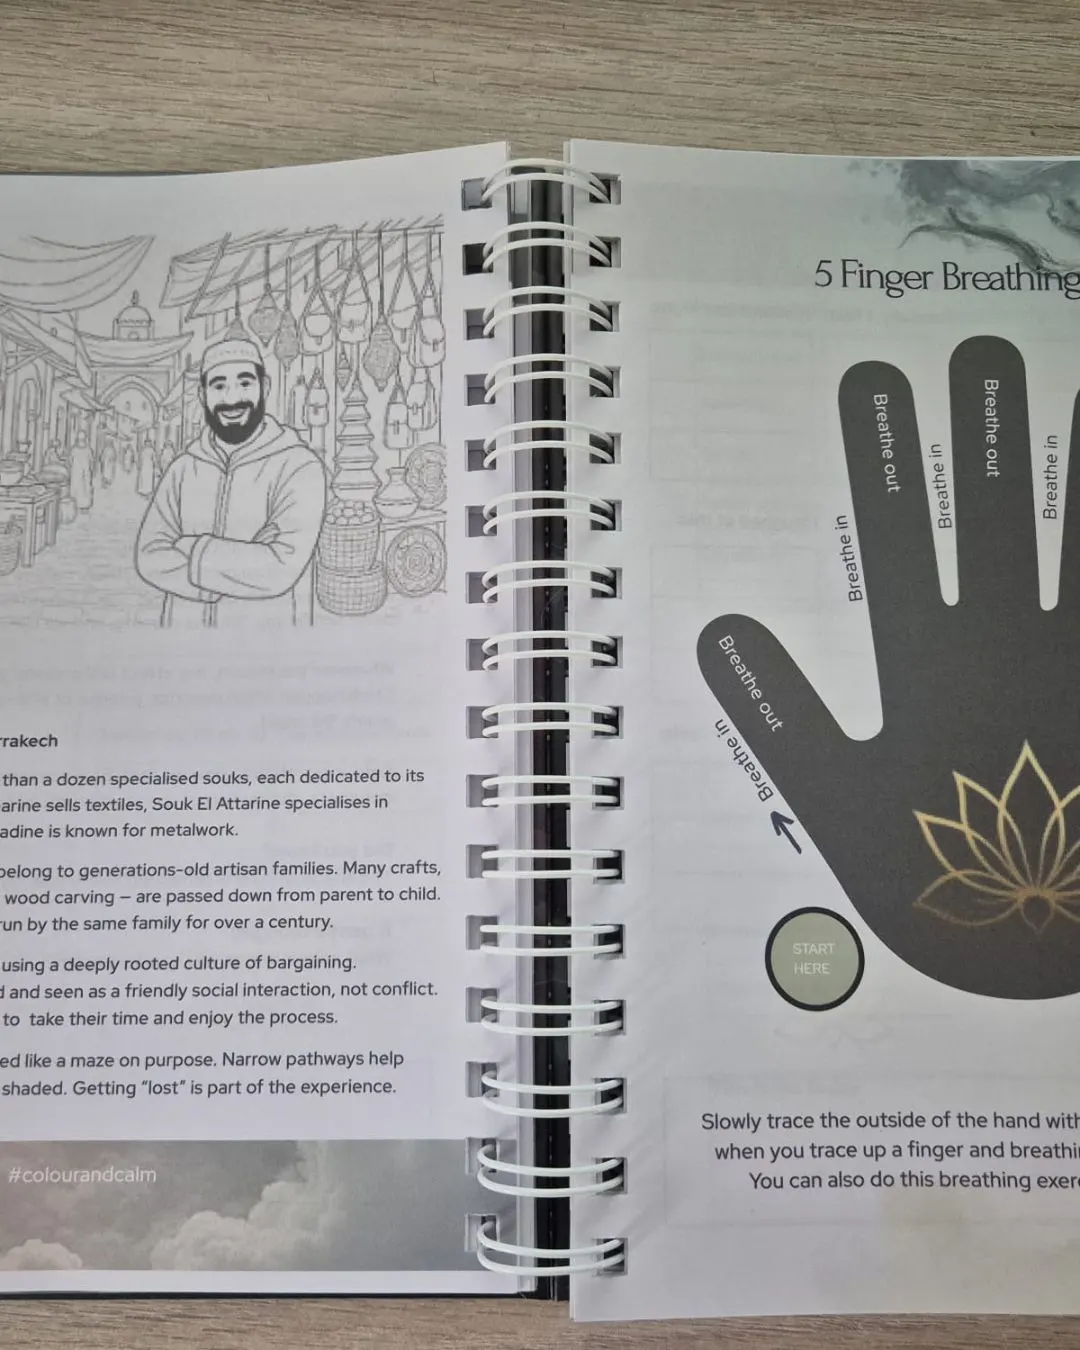 rrakech
than a dozen specialised souks, each dedicated to its
arine sells textiles, Souk El Attarine specialises in
adine is known for metalwork.
belong to generations-old artisan families. Many crafts,
wood carving – are passed down from parent to child.
run by the same family for over a century.
using a deeply rooted culture of bargaining.
d and seen as a friendly social interaction, not conflict.
to take their time and enjoy the process.
ed like a maze on purpose. Narrow pathways help
shaded. Getting “lost” is part of the experience.
#colourandcalm
5 Finger Breathing
Breathe out
Breathe out
Breathe in
Breathe in
Breathe in
Breathe out
Breathe in
START
HERE
Slowly trace the outside of the hand with
when you trace up a finger and breathi
You can also do this breathing exer